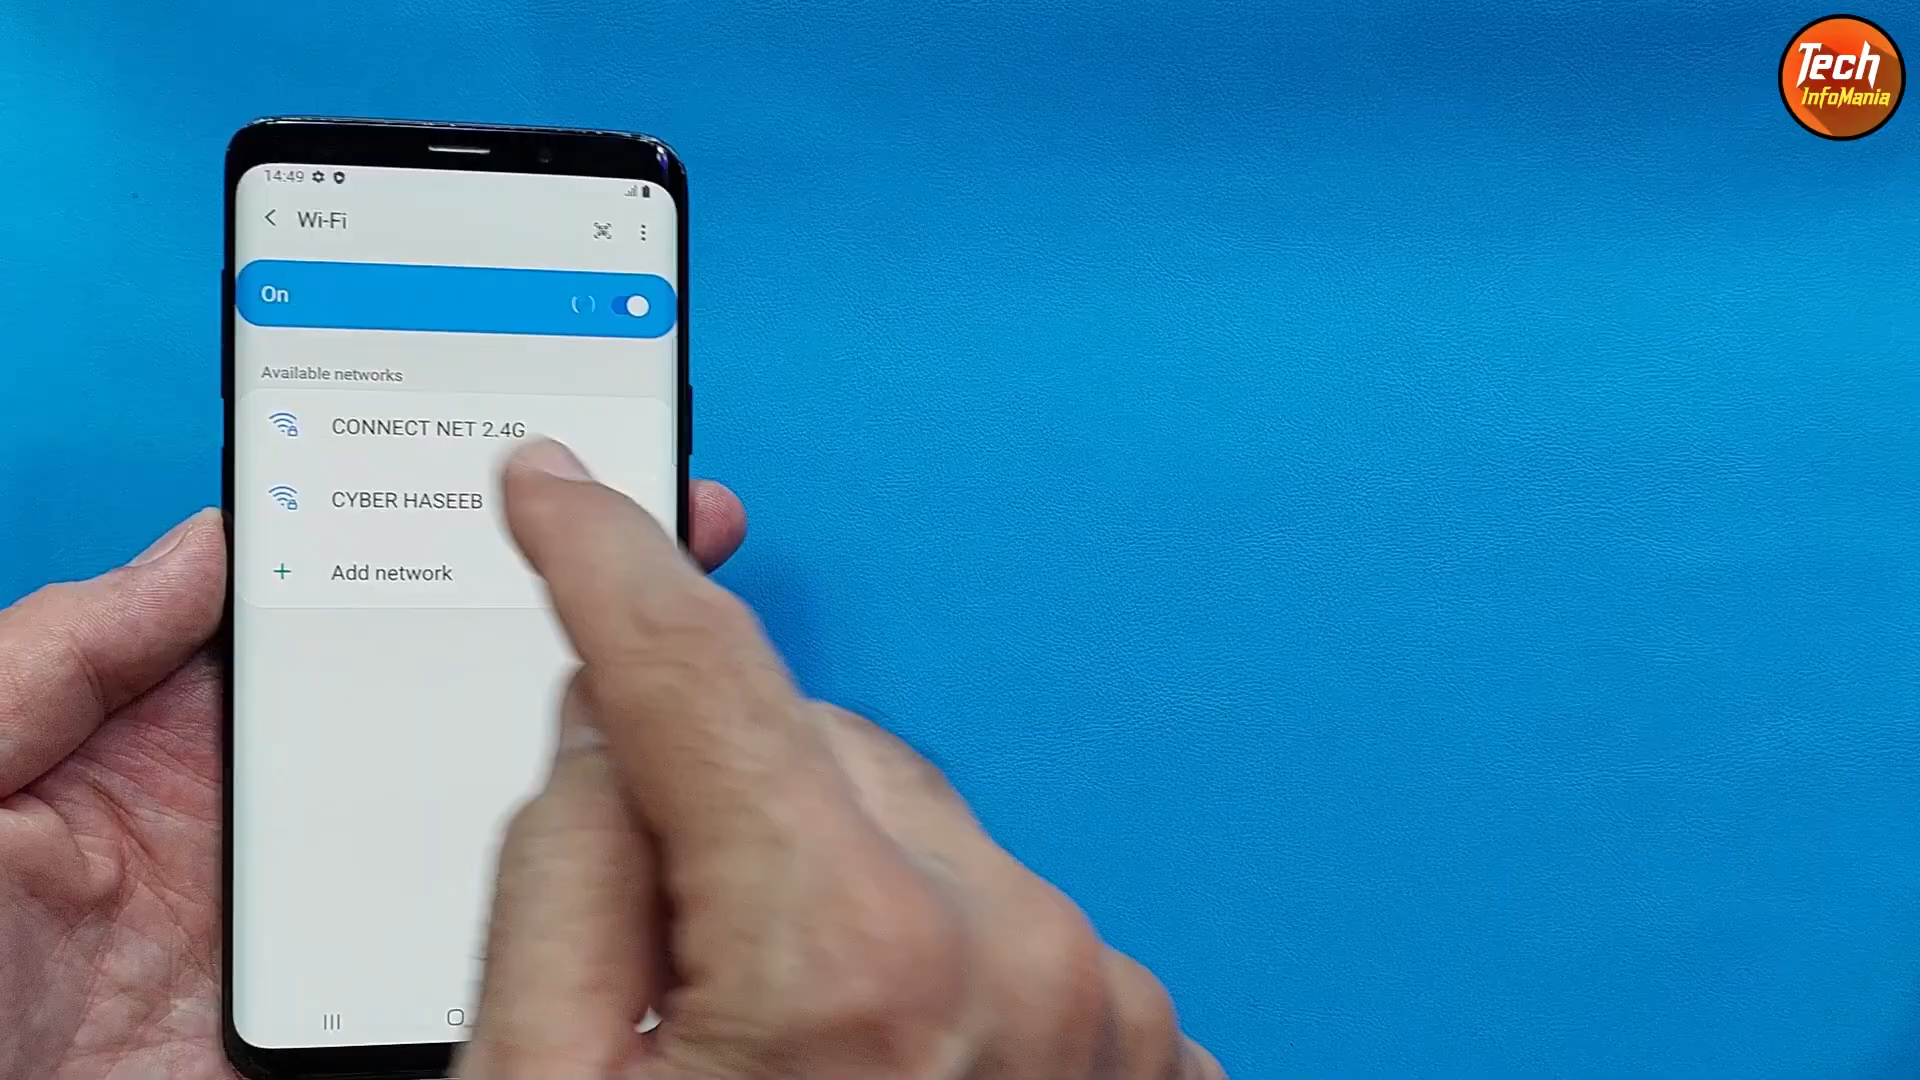 Tech
InfoMania
14:49
Wi-Fi
On
Available networks
CONNECT NET 2.4G
CYBER HASEEB
Add network